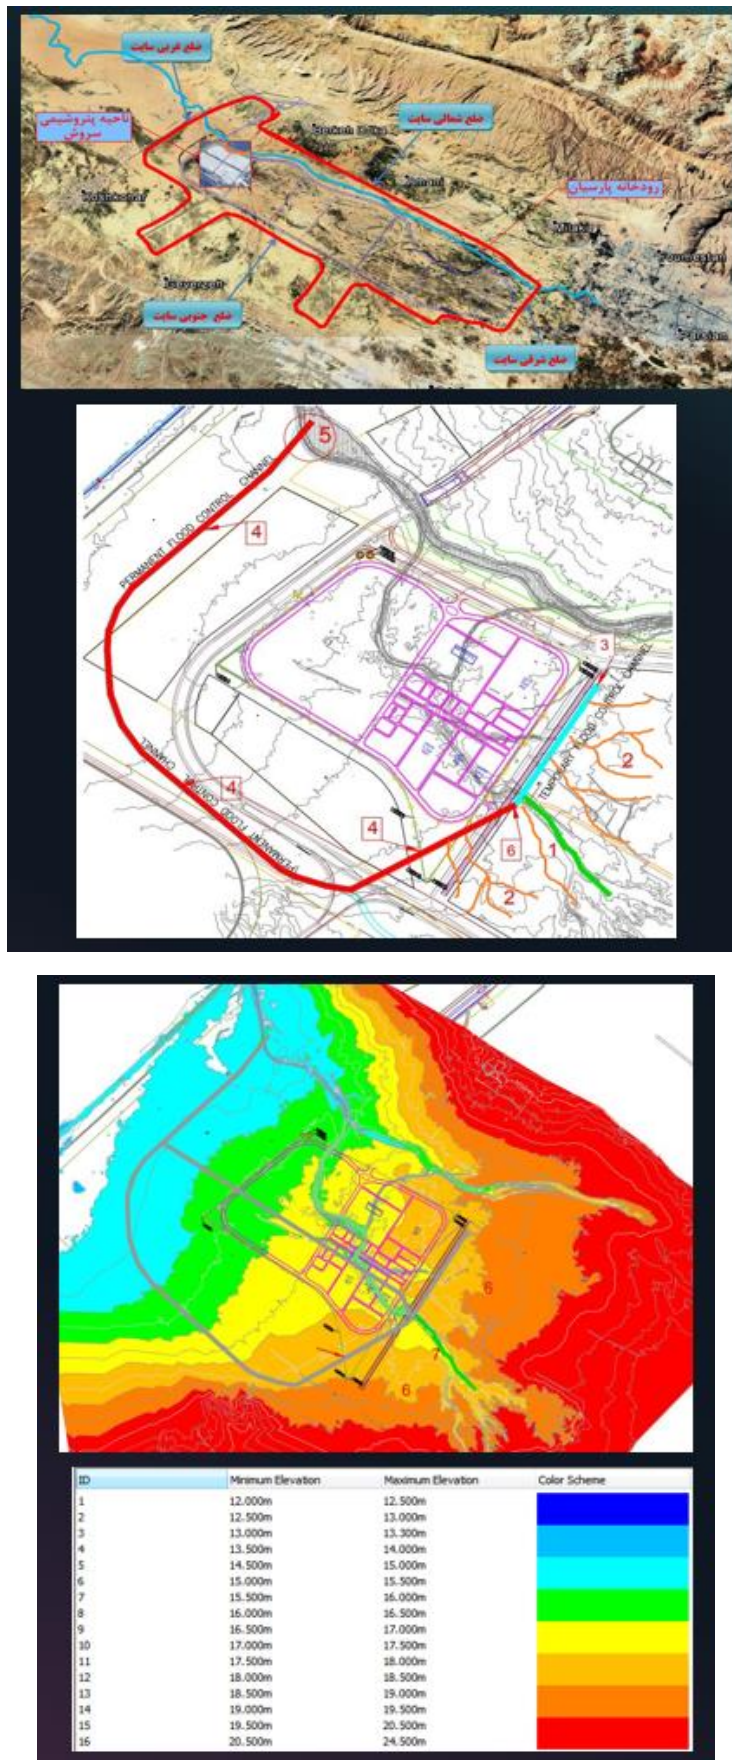 ضلع غربی سایت
ناحیه پتروشیمی
سروش
ضلع شمالی سایت
Koshkonar
رودخانه پارسیان
Parsian
ضلع جنوبی سایت
ضلع شرقی سایت
5
PERMANENT FLOOD CONTROL CHANNEL
4
3
TEMPORARY FLOOD CONTROL CHANNEL
2
4
4
PERMANENT FLOOD CONTROL CHANNEL
6
1
2
6
7
6
ID Minimum Elevation Maximum Elevation Color Scheme
1 12.000m 12.500m
2 12.500m 13.000m
3 13.000m 13.300m
4 13.500m 14.000m
5 14.500m 15.000m
6 15.000m 15.500m
7 15.500m 16.000m
8 16.000m 16.500m
9 16.500m 17.000m
10 17.000m 17.500m
11 17.500m 18.000m
12 18.000m 18.500m
13 18.500m 19.000m
14 19.000m 19.500m
15 19.500m 20.500m
16 20.500m 24.500m